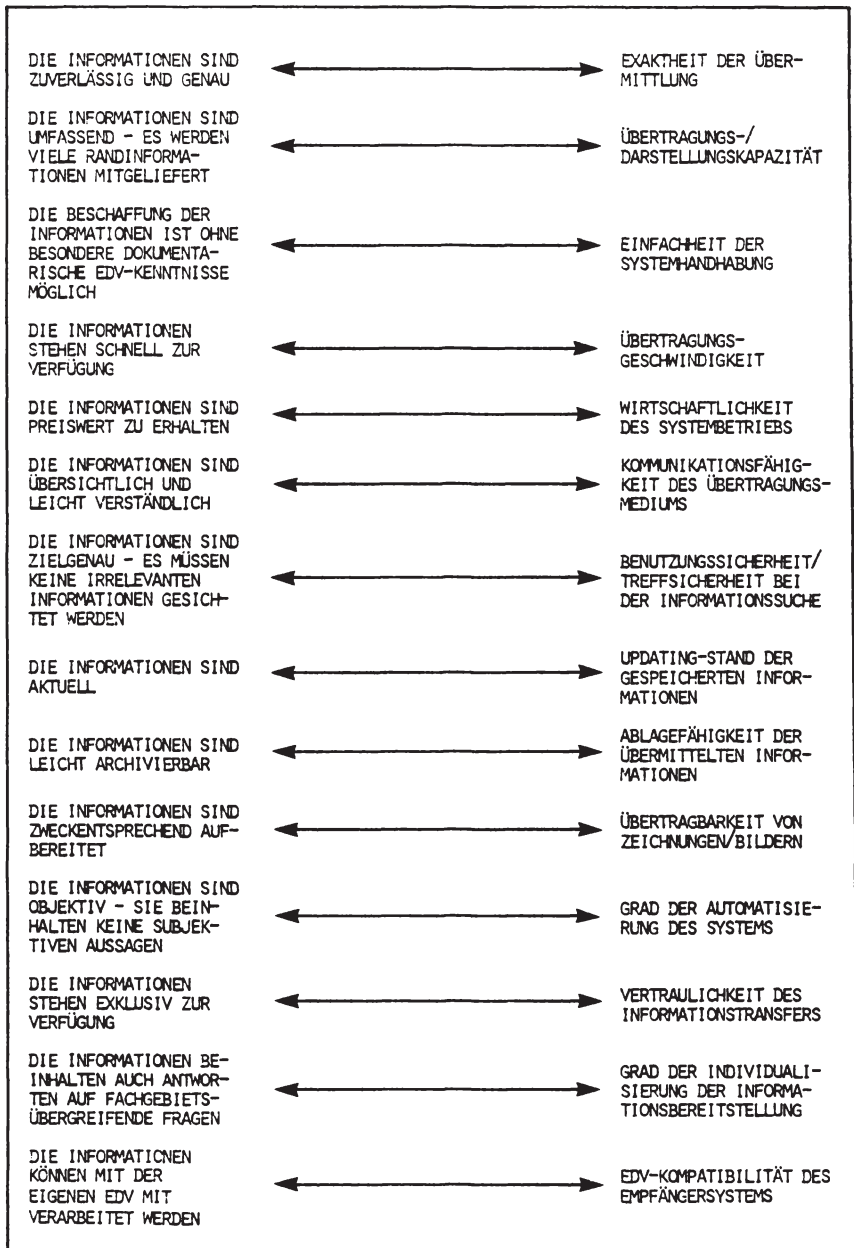 DIE INFORMATIONEN SIND
ZUVERLÄSSIG UND GENAU
EXAKTHEIT DER ÜBER-
MITTLUNG
DIE INFORMATIONEN SIND
UMFASSEND - ES WERDEN
VIELE RANDINFORMA-
TIONEN MITGELIEFERT
ÜBERTRAGUNGS-/
DARSTELLUNGSKAPAZITÄT
DIE BESCHAFFUNG DER
INFORMATIONEN IST OHNE
BESONDERE DOKUMENTA-
RISCHE EDV-KENNTNISSE
MÖGLICH
EINFACHHEIT DER
SYSTEMHANDHABUNG
DIE INFORMATIONEN
STEHEN SCHNELL ZUR
VERFÜGUNG
ÜBERTRAGUNGS-
GESCHWINDIGKEIT
DIE INFORMATIONEN SIND
PREISWERT ZU ERHALTEN
WIRTSCHAFTLICHKEIT
DES SYSTEMBETRIEBS
DIE INFORMATIONEN SIND
ÜBERSICHTLICH UND
LEICHT VERSTÄNDLICH
KOMMUNIKATIONSFÄHIG-
KEIT DES ÜBERTRAGUNGS-
MEDIUMS
DIE INFORMATIONEN SIND
ZIELGENAU - ES MÜSSEN
KEINE IRRELEVANTEN
INFORMATIONEN GESICH-
TET WERDEN
BENUTZUNGSSICHERHEIT/
TREFFSICHERHEIT BEI
DER INFORMATIONSSUCHE
DIE INFORMATIONEN SIND
AKTUELL
UPDATING-STAND DER
GESPEICHERTEN INFOR-
MATIONEN
DIE INFORMATIONEN SIND
LEICHT ARCHIVIERBAR
ABLAGEFÄHIGKEIT DER
ÜBERMITTELTEN INFOR-
MATIONEN
DIE INFORMATIONEN SIND
ZWECKENTSPRECHEND AUF-
BEREITET
ÜBERTRAGBARKEIT VON
ZEICHNUNGEN/BILDERN
DIE INFORMATIONEN SIND
OBJEKTIV - SIE BEIN-
HALTEN KEINE SUBJEK-
TIVEN AUSSAGEN
GRAD DER AUTOMATISIE-
RUNG DES SYSTEMS
DIE INFORMATIONEN
STEHEN EXKLUSIV ZUR
VERFÜGUNG
VERTRAULICHKEIT DES
INFORMATIONSTRANSFERS
DIE INFORMATIONEN BE-
INHALTEN AUCH ANTWOR-
TEN AUF FACHGEBIETS-
ÜBERGREIFENDE FRAGEN
GRAD DER INDIVIDUALI-
SIERUNG DER INFORMA-
TIONSBEREITSTELLUNG
DIE INFORMATIONEN
KÖNNEN MIT DER
EIGENEN EDV MIT
VERARBEITET WERDEN
EDV-KOMPATIBILITÄT DES
EMPFÄNGERSYSTEMS